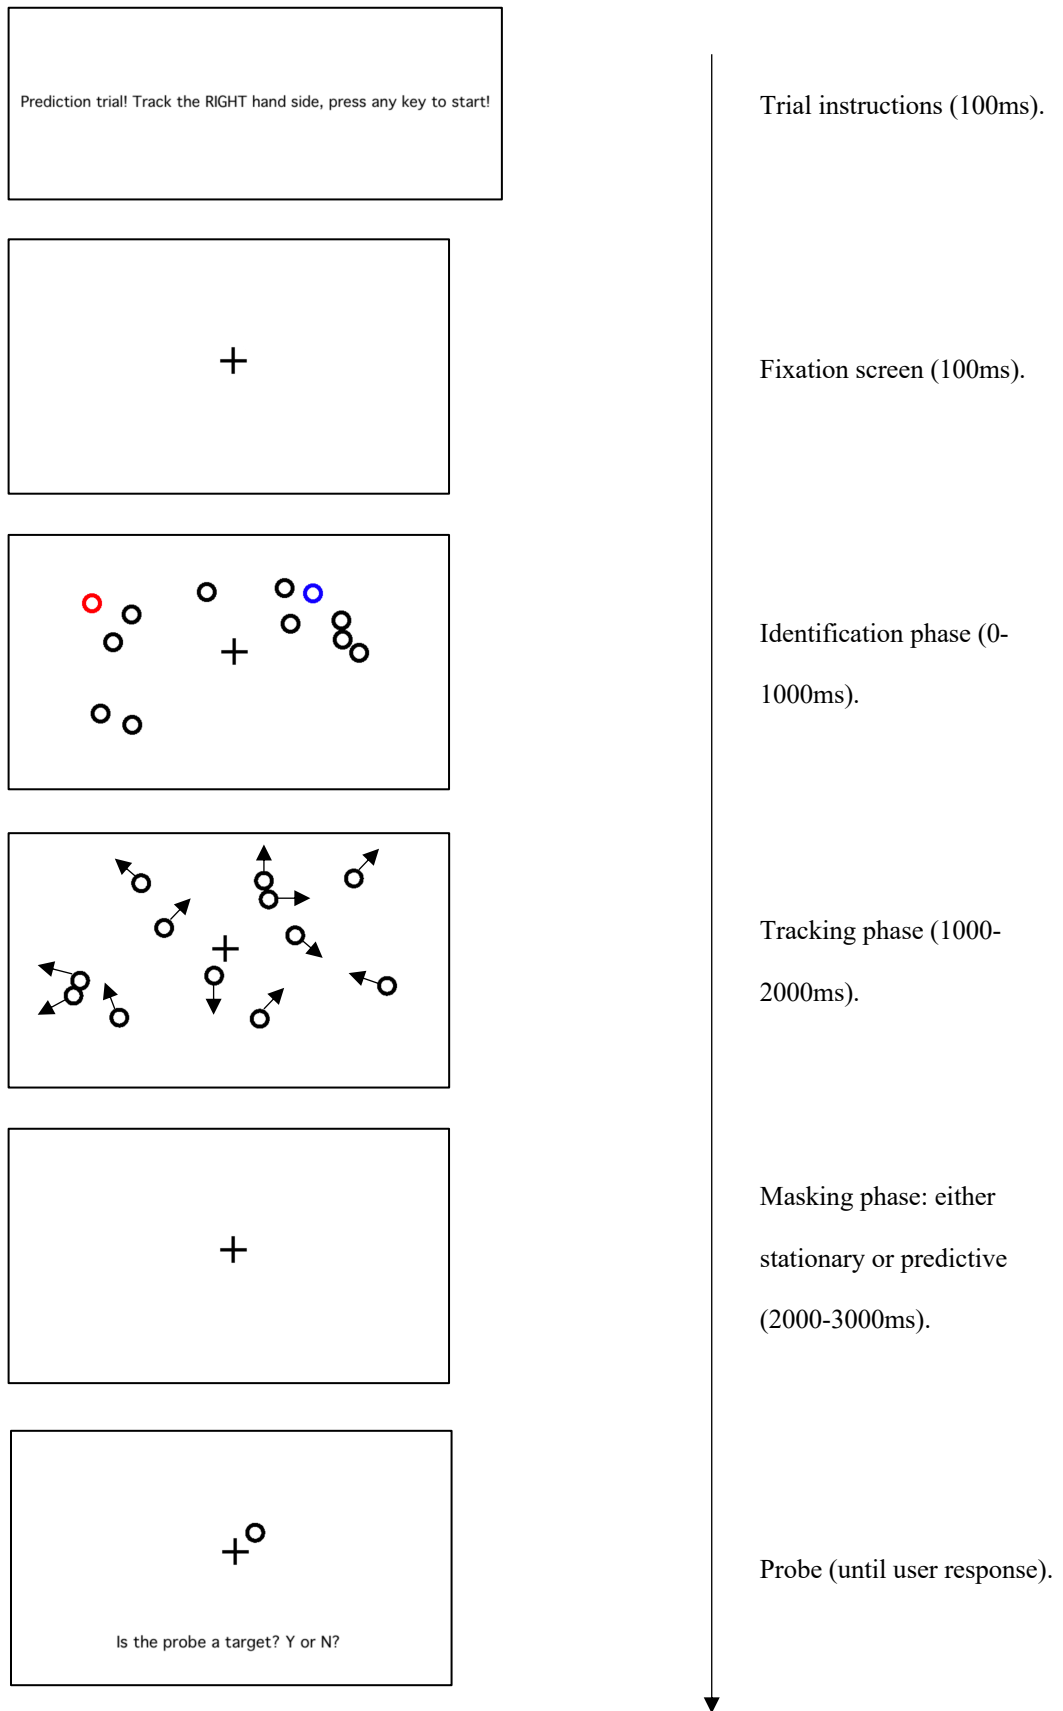 Prediction trial! Track the RIGHT hand side, press any key to start!
Trial instructions (100ms).
Fixation screen (100ms).
Identification phase (0-
1000ms).
Tracking phase (1000-
2000ms).
Masking phase: either
stationary or predictive
(2000-3000ms).
Probe (until user response).
Is the probe a target? Y or N?